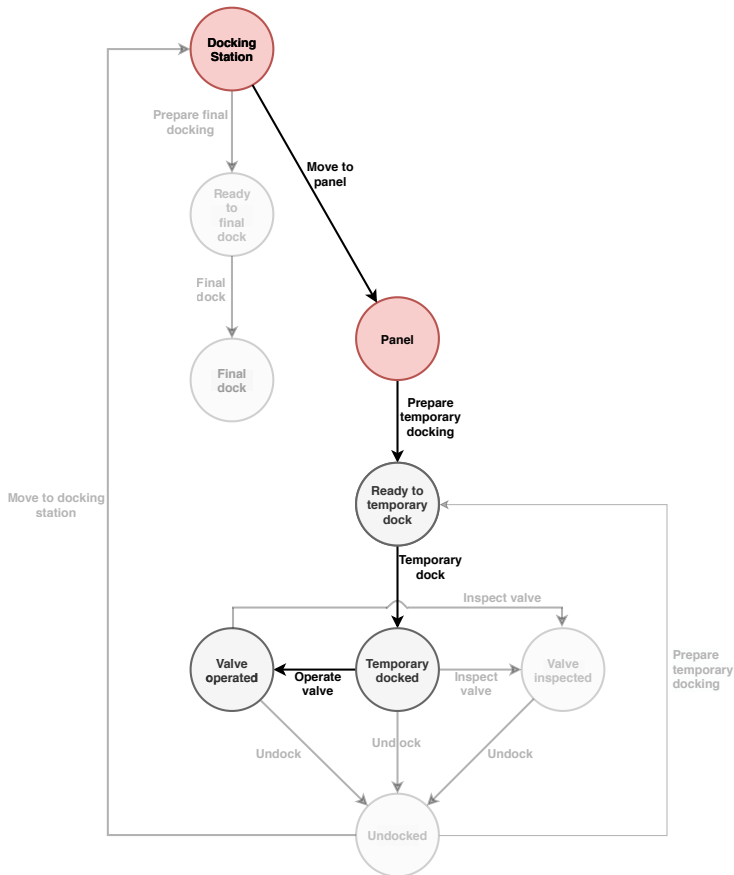 Docking
Station
Prepare final
docking
Move to
panel
Ready
to
final
dock
Final
dock
Panel
Final
dock
Prepare
temporary
docking
Move to docking
station
Ready to
temporary
dock
Temporary
dock
Inspect valve
Valve
operated
Operate
valve
Temporary
docked
Inspect
valve
Valve
inspected
Prepare
temporary
docking
Undock
Undock
Undock
Undocked